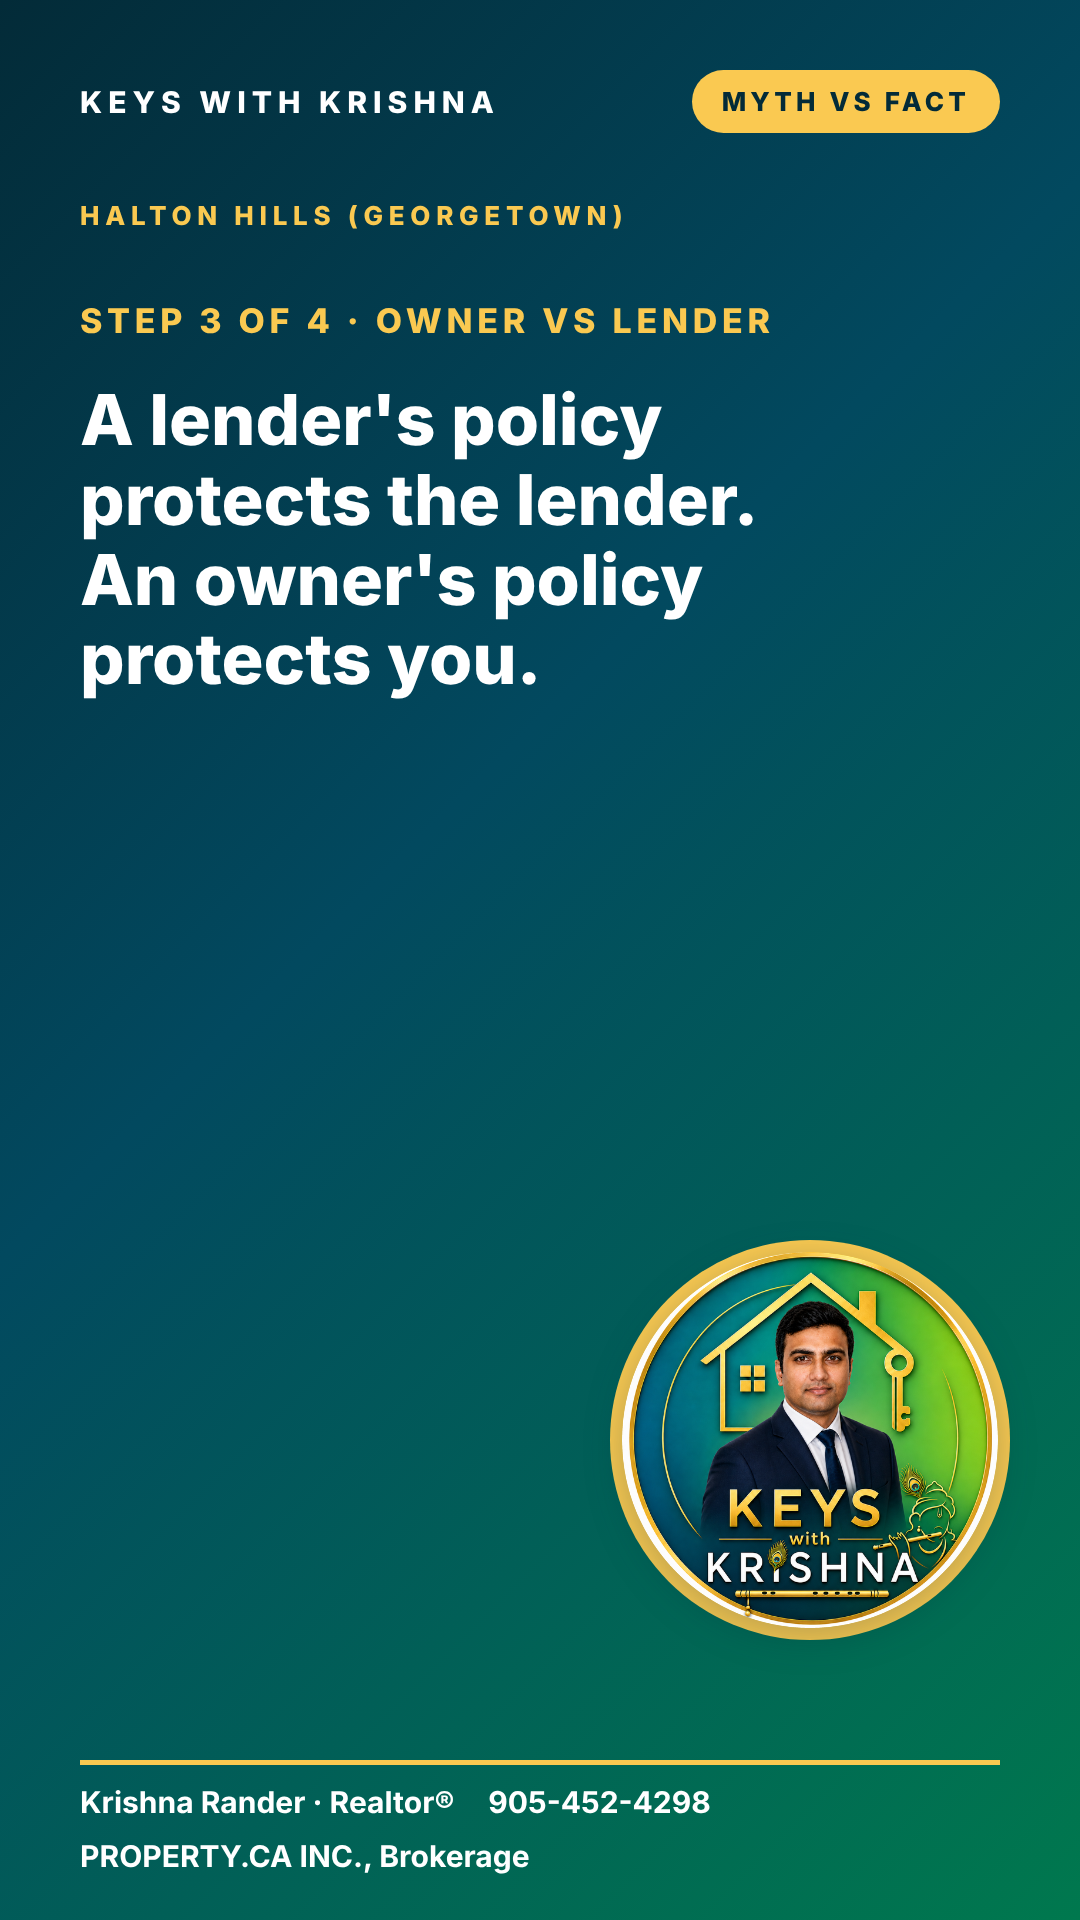 KEYS WITH KRISHNA
MYTH VS FACT
HALTON HILLS (GEORGETOWN)
STEP 3 OF 4 · OWNER VS LENDER
A lender's policy
protects the lender.
An owner's policy
protects you.
KEYS
with
KRISHNA
Krishna Rander · Realtor® 905-452-4298
PROPERTY.CA INC., Brokerage